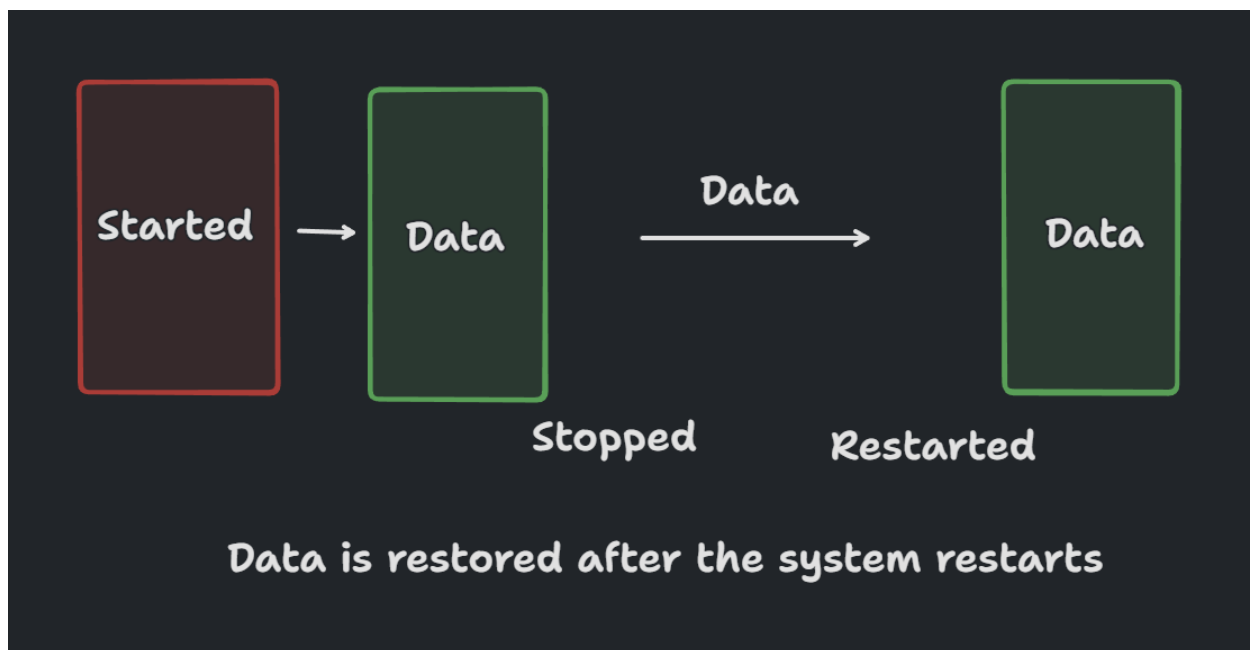 Started
Data
Data
Data
Stopped
Restarted
Data is restored after the system restarts